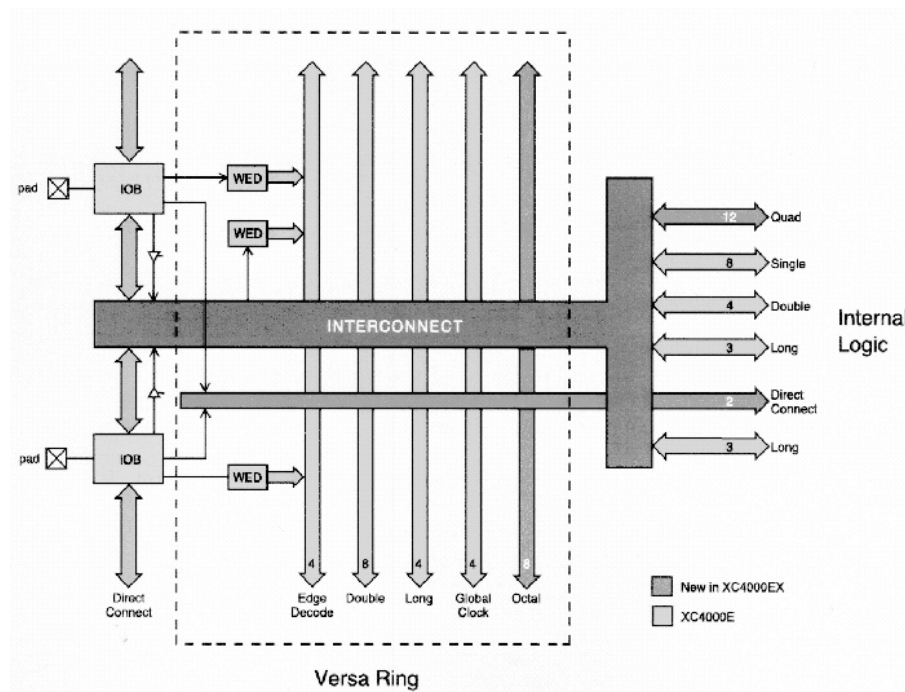 pad
IOB
WED
WED
12
Quad
8
Single
INTERCONNECT
4
Double
Internal
Logic
3
Long
2
Direct
Connect
pad
IOB
WED
3
Long
4
8
4
4
8
Direct
Connect
Edge
Decode
Double
Long
Global
Clock
Octal
New in XC4000EX
XC4000E
Versa Ring